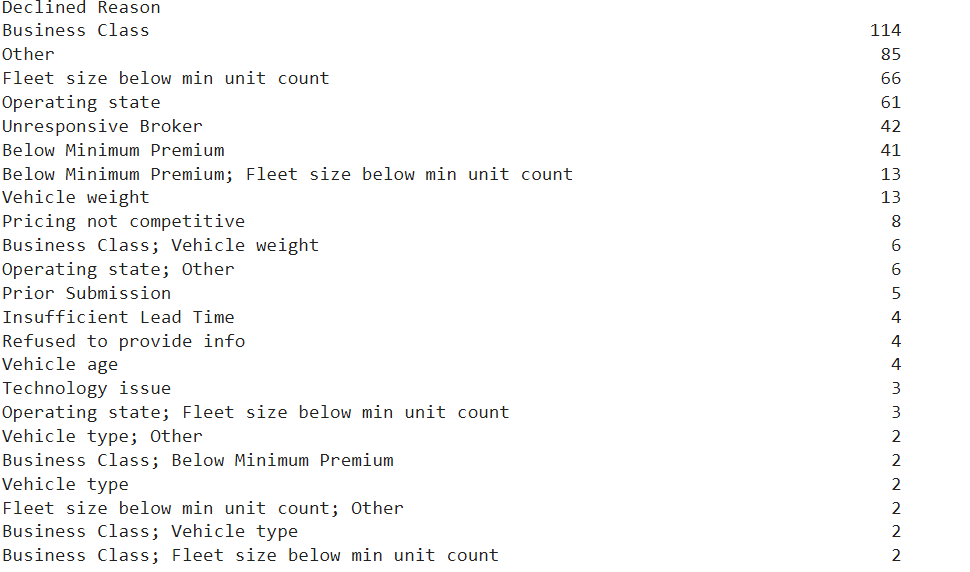 Declined Reason
Business Class 114
Other 85
Fleet size below min unit count 66
Operating state 61
Unresponsive Broker 42
Below Minimum Premium 41
Below Minimum Premium; Fleet size below min unit count 13
Vehicle weight 13
Pricing not competitive 8
Business Class; Vehicle weight 6
Operating state; Other 6
Prior Submission 5
Insufficient Lead Time 4
Refused to provide info 4
Vehicle age 4
Technology issue 3
Operating state; Fleet size below min unit count 3
Vehicle type; Other 2
Business Class; Below Minimum Premium 2
Vehicle type 2
Fleet size below min unit count; Other 2
Business Class; Vehicle type 2
Business Class; Fleet size below min unit count 2